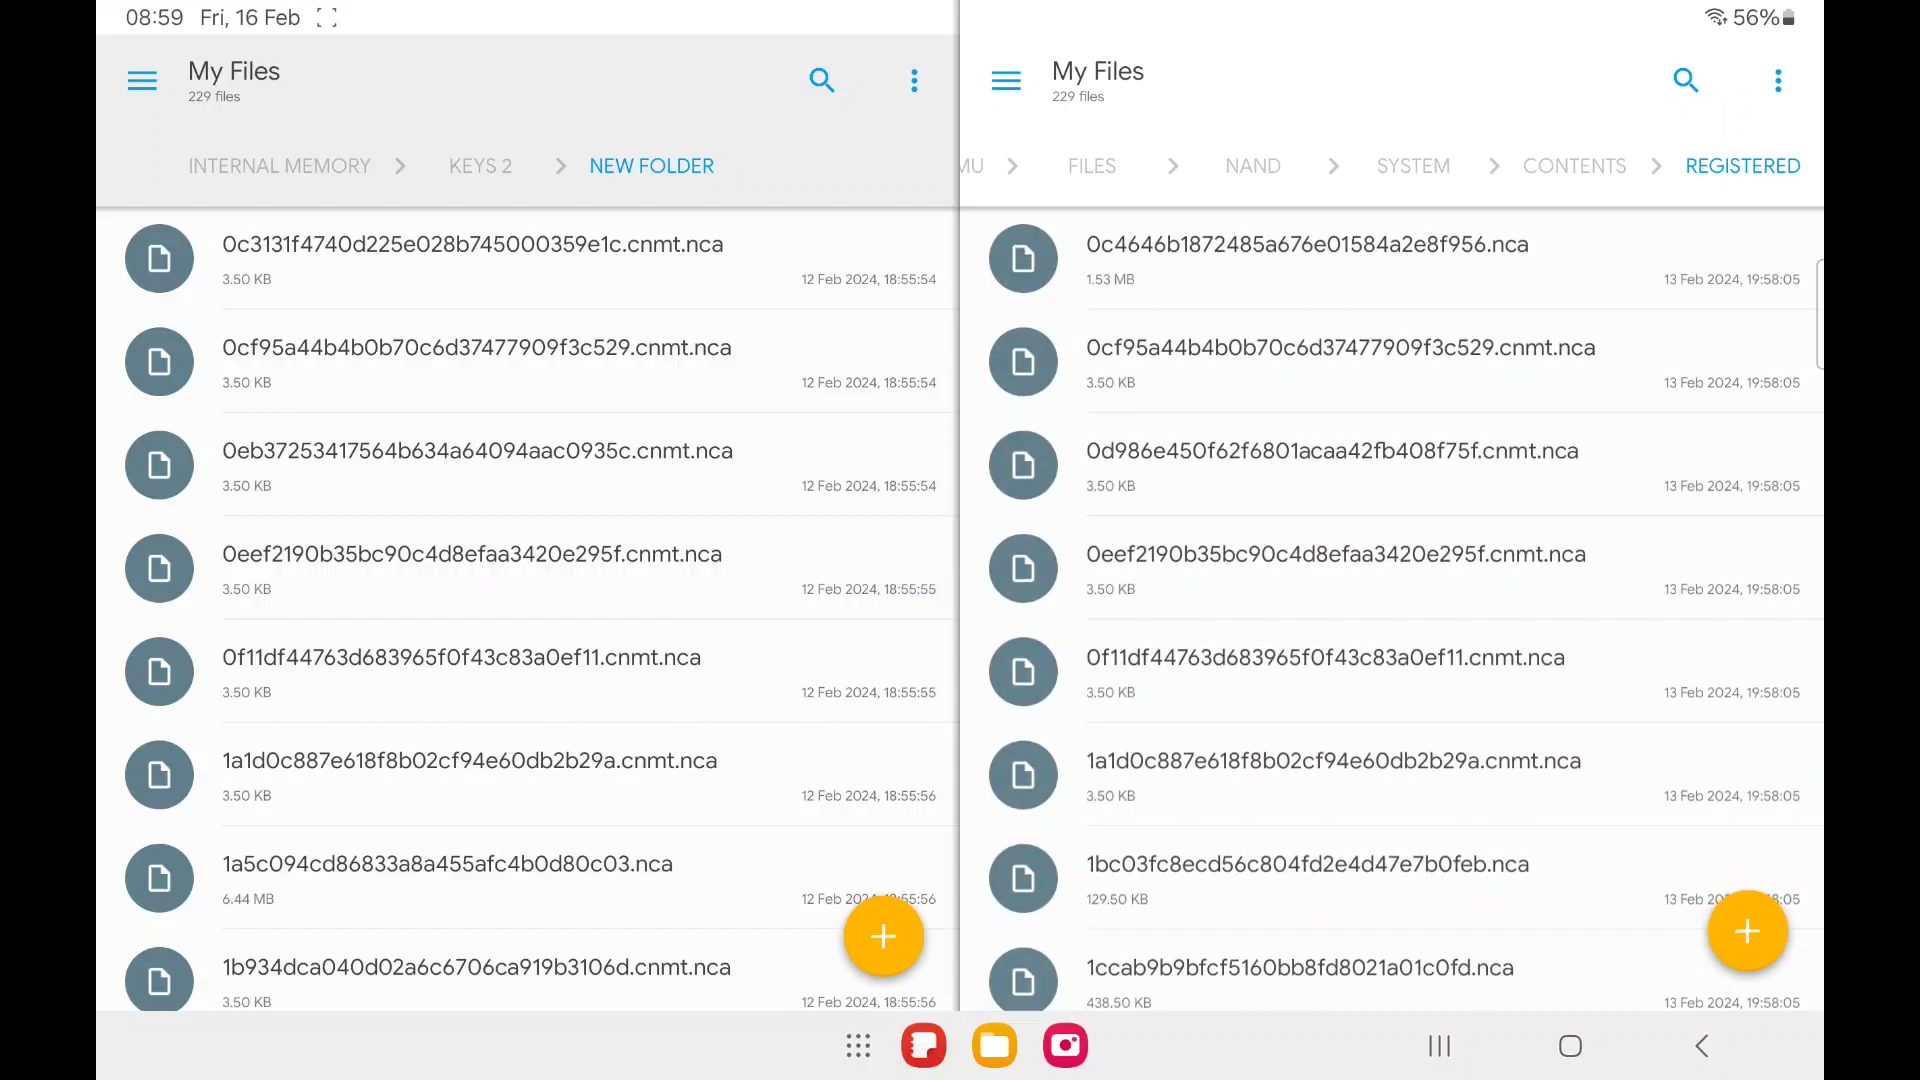 08:59 Fri, 16 Feb
56%
My Files
229 files
INTERNAL MEMORY > KEYS 2 > NEW FOLDER
0c3131f4740d225e028b745000359e1c.cnmt.nca
3.50 KB
12 Feb 2024, 18:55:54
0cf95a44b4b0b70c6d37477909f3c529.cnmt.nca
3.50 KB
12 Feb 2024, 18:55:54
0eb37253417564b634a64094aac0935c.cnmt.nca
3.50 KB
12 Feb 2024, 18:55:54
0eef2190b35bc90c4d8efaa3420e295f.cnmt.nca
3.50 KB
12 Feb 2024, 18:55:55
0f11df44763d683965f0f43c83a0ef11.cnmt.nca
3.50 KB
12 Feb 2024, 18:55:55
1a1d0c887e618f8b02cf94e60db2b29a.cnmt.nca
3.50 KB
12 Feb 2024, 18:55:56
1a5c094cd86833a8a455afc4b0d80c03.nca
6.44 MB
12 Feb
1b934dca040d02a6c6706ca919b3106d.cnmt.nca
3.50 KB
12 Feb 2024, 18:55:56
My Files
229 files
MU > FILES > NAND > SYSTEM > CONTENTS > REGISTERED
0c4646b1872485a676e01584a2e8f956.nca
1.53 MB
13 Feb 2024, 19:58:05
0cf95a44b4b0b70c6d37477909f3c529.cnmt.nca
3.50 KB
13 Feb 2024, 19:58:05
0d986e450f62f6801acaa42fb408f75f.cnmt.nca
3.50 KB
13 Feb 2024, 19:58:05
0eef2190b35bc90c4d8efaa3420e295f.cnmt.nca
3.50 KB
13 Feb 2024, 19:58:05
0f11df44763d683965f0f43c83a0ef11.cnmt.nca
3.50 KB
13 Feb 2024, 19:58:05
1a1d0c887e618f8b02cf94e60db2b29a.cnmt.nca
3.50 KB
13 Feb 2024, 19:58:05
1bc03fc8ecd56c804fd2e4d47e7b0feb.nca
129.50 KB
13 Feb
1ccab9b9bfcf5160bb8fd8021a01c0fd.nca
438.50 KB
13 Feb 2024, 19:58:05